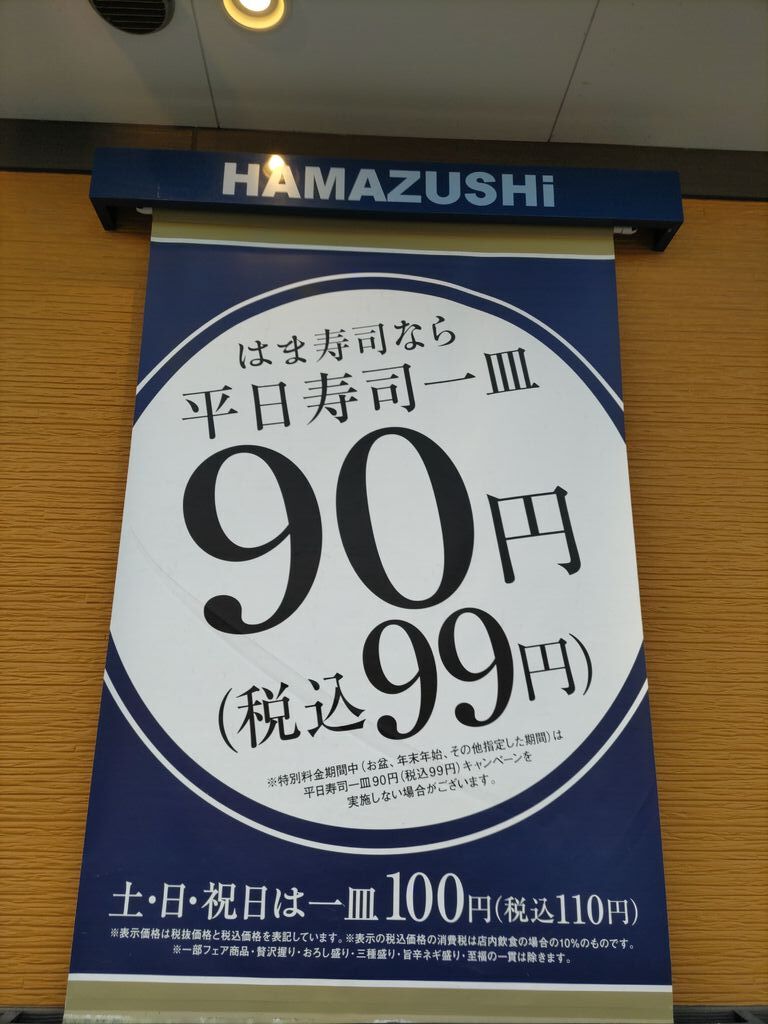 HAMAZUSHi
はま寿司なら
平日寿司一皿
90円
(税込99円)
※特別料金期間中(お盆、年末年始、その他指定した期間)は
平日寿司一皿90円(税込99円)キャンペーンを
実施しない場合がございます。
土・日・祝日は一皿100円(税込110円)
※表示価格は税抜価格と税込価格を表記しています。※表示の税込価格の消費税は店内飲食の場合の10%のものです。
※一部フェア商品・贅沢握り・おろし盛り・三種盛り・旨辛ネギ盛り・至福の一貫は除きます。